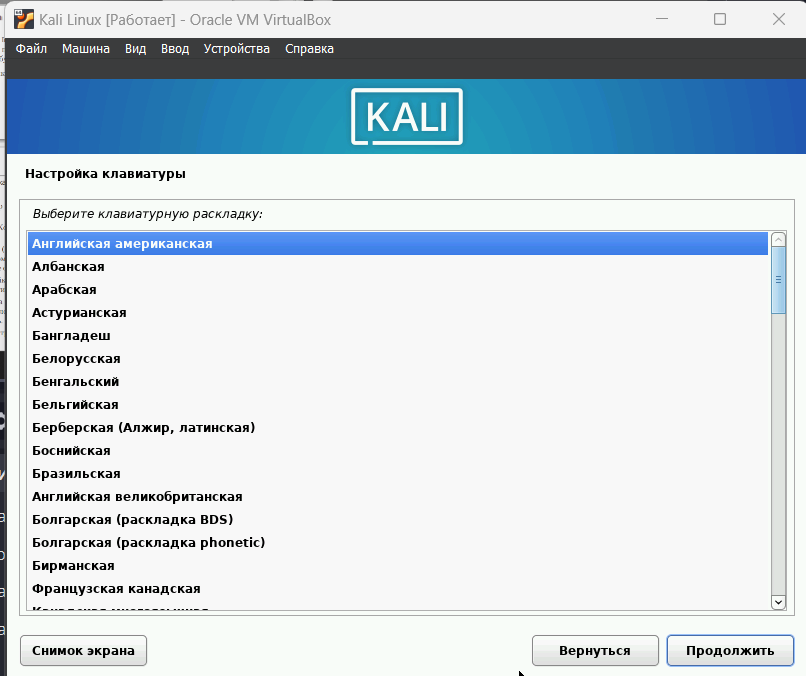 Kali Linux [Работает] - Oracle VM VirtualBox
Файл Машина Вид Ввод Устройства Справка
KALI
Настройка клавиатуры
Выберите клавиатурную раскладку:
Английская американская
Албанская
Арабская
Астурианская
Бангладеш
Белорусская
Бенгальский
Бельгийская
Берберская (Алжир, латинская)
Боснийская
Бразильская
Английская великобританская
Болгарская (раскладка BDS)
Болгарская (раскладка phonetic)
Бирманская
Французская канадская
Снимок экрана Вернуться Продолжить